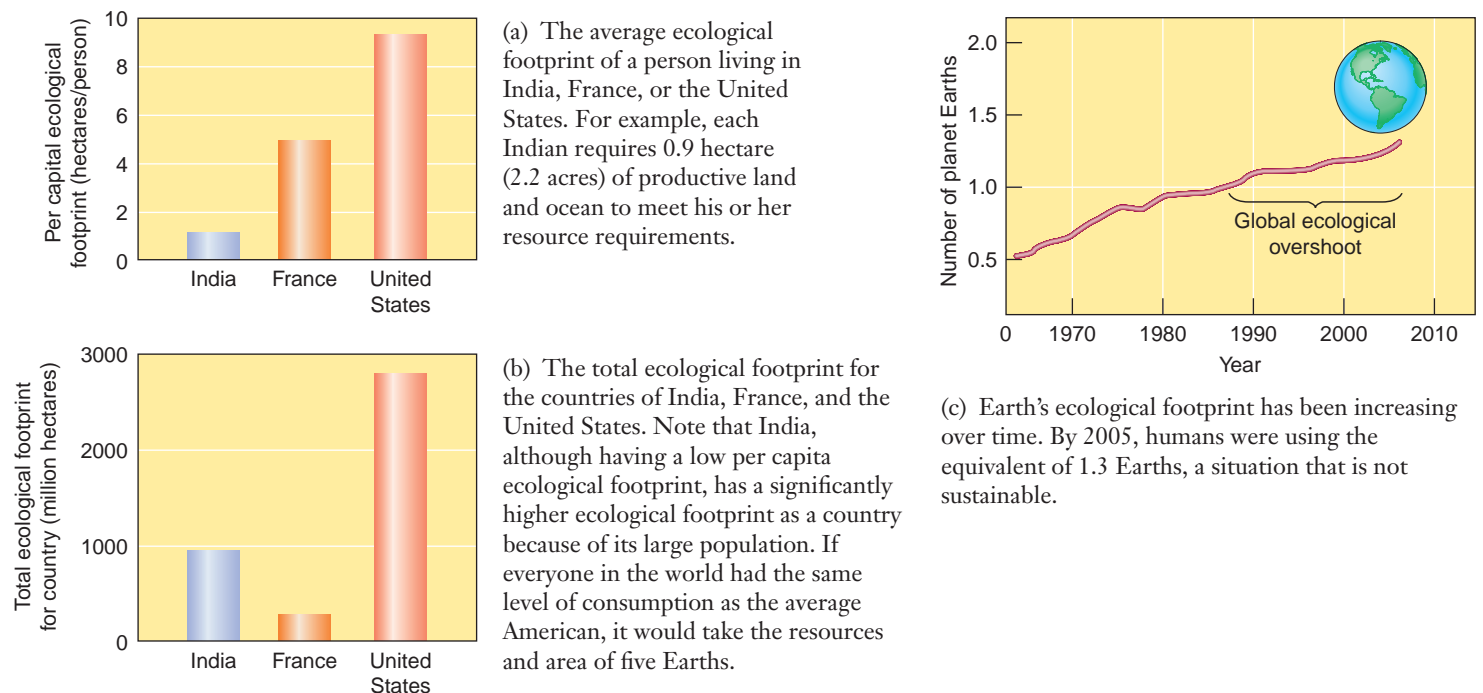 Per capital ecological
footprint (hectares/person)
10
8
6
4
2
0
India
France
United
States
(a) The average ecological
footprint of a person living in
India, France, or the United
States. For example, each
Indian requires 0.9 hectare
(2.2 acres) of productive land
and ocean to meet his or her
resource requirements.
Total ecological footprint
for country (million hectares)
3000
2000
1000
0
India
France
United
States
(b) The total ecological footprint for
the countries of India, France, and the
United States. Note that India,
although having a low per capita
ecological footprint, has a significantly
higher ecological footprint as a country
because of its large population. If
everyone in the world had the same
level of consumption as the average
American, it would take the resources
and area of five Earths.
Number of planet Earths
2.0
1.5
1.0
0.5
Global ecological
overshoot
0
1970
1980
1990
2000
2010
Year
(c) Earth's ecological footprint has been increasing
over time. By 2005, humans were using the
equivalent of 1.3 Earths, a situation that is not
sustainable.